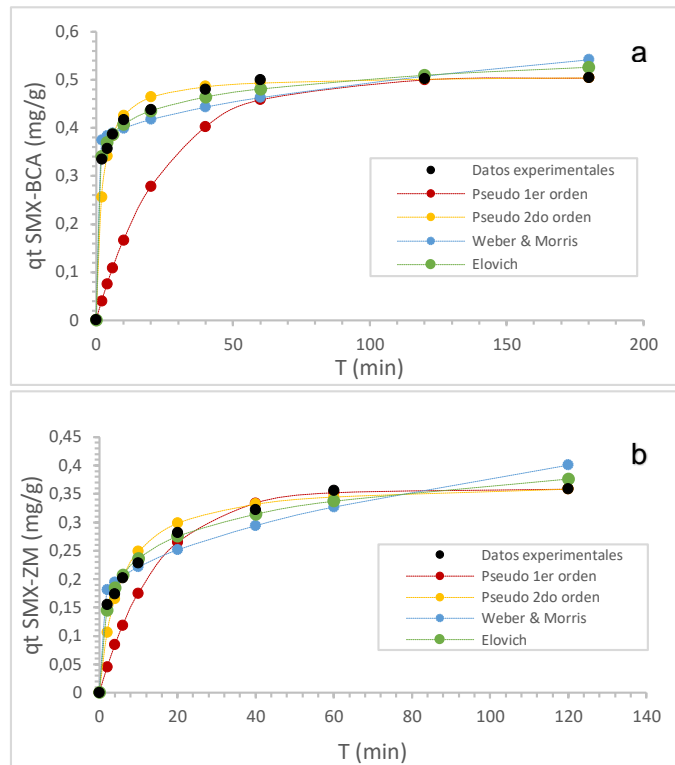 a
qt SMX-BCA (mg/g)
0,6
0,5
0,4
0,3
0,2
0,1
0
Datos experimentales
Pseudo 1er orden
Pseudo 2do orden
Weber & Morris
Elovich
0 50 100 150 200
T (min)
b
qt SMX-ZM (mg/g)
0,45
0,4
0,35
0,3
0,25
0,2
0,15
0,1
0,05
0
Datos experimentales
Pseudo 1er orden
Pseudo 2do orden
Weber & Morris
Elovich
0 20 40 60 80 100 120 140
T (min)